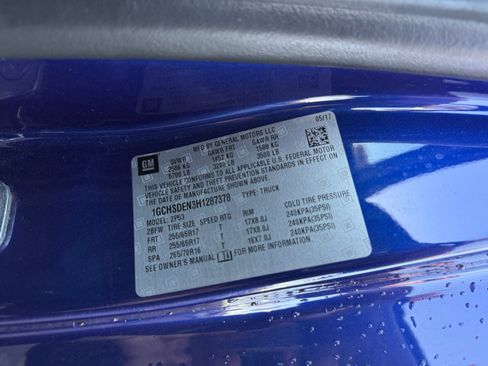 GM
MFD BY GENERAL MOTORS LLC
05/17
GVWR GAWR FRT GAWR RR
2586 KG 1452 KG 1588 KG
5700 LB 3200 LB 3500 LB
THIS VEHICLE CONFORMS TO ALL APPLICABLE U.S. FEDERAL MOTOR
VEHICLE SAFETY AND THEFT PREVENTION STANDARDS IN EFFECT ON
THE DATE OF MANUFACTURE SHOWN ABOVE.
1GCHSDEN3H1287378 TYPE: TRUCK
MODEL: 2P53
2BFW TIRE SIZE SPEED RTG RIM COLD TIRE PRESSURE
FRT 255/65R17 T 17X8.0J 240KPA(35PSI)
RR 255/65R17 T 17X8.0J 240KPA(35PSI)
SPA 265/70R16 T 16X7.0J 240KPA(35PSI)
SEE OWNER'S MANUAL FOR MORE INFORMATION.